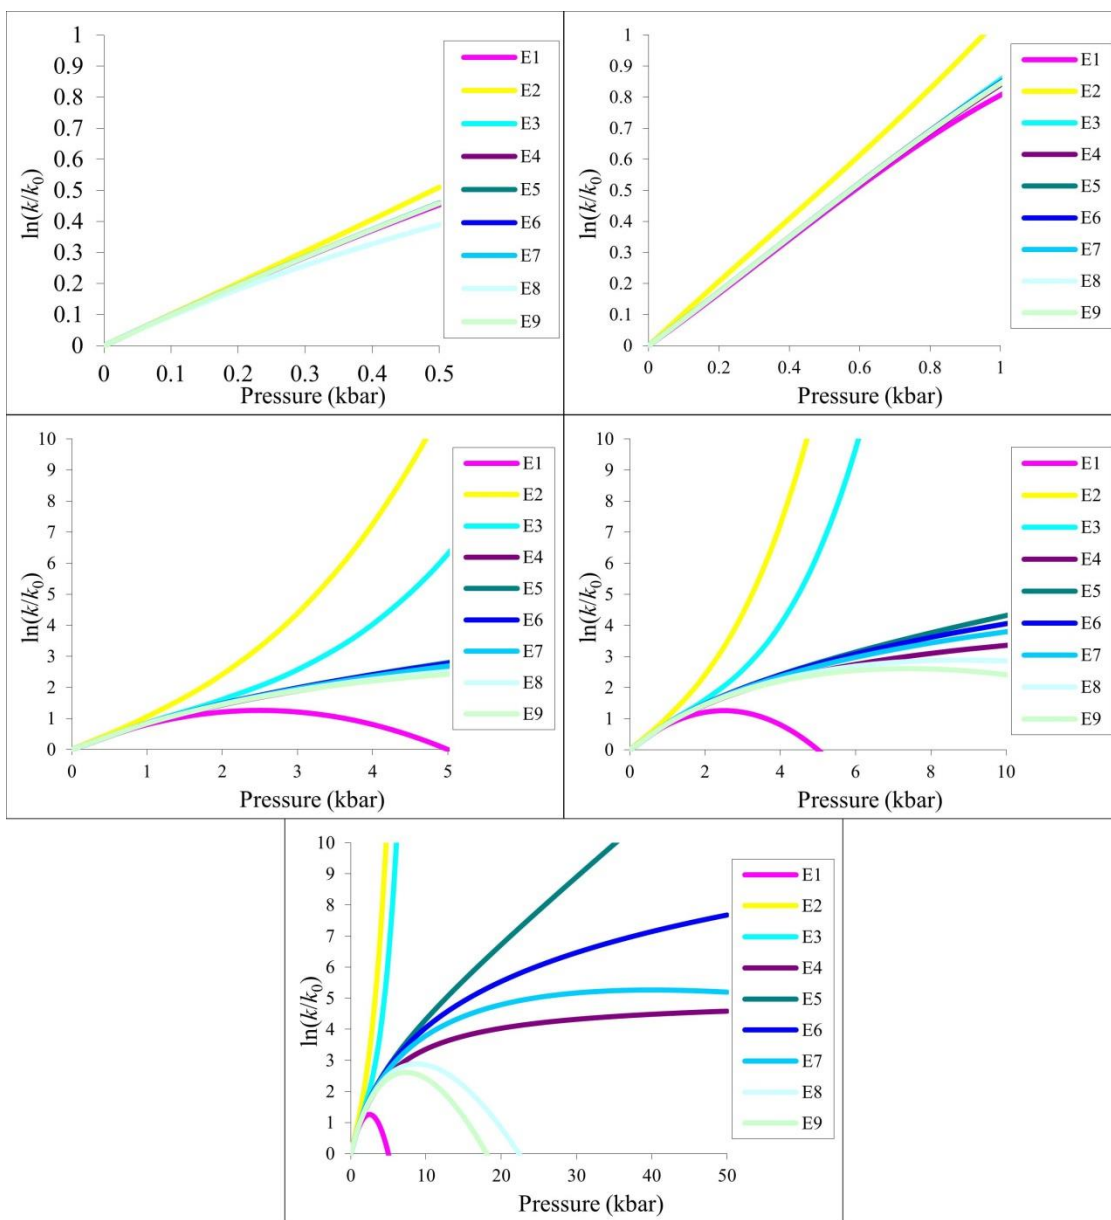 ln(k/k0)
1
0.9
0.8
0.7
0.6
0.5
0.4
0.3
0.2
0.1
0
0 0.1 0.2 0.3 0.4 0.5
Pressure (kbar)
E1
E2
E3
E4
E5
E6
E7
E8
E9
ln(k/k0)
1
0.9
0.8
0.7
0.6
0.5
0.4
0.3
0.2
0.1
0
0 0.2 0.4 0.6 0.8 1
Pressure (kbar)
E1
E2
E3
E4
E5
E6
E7
E8
E9
ln(k/k0)
10
9
8
7
6
5
4
3
2
1
0
0 1 2 3 4 5
Pressure (kbar)
E1
E2
E3
E4
E5
E6
E7
E8
E9
ln(k/k0)
10
9
8
7
6
5
4
3
2
1
0
0 2 4 6 8 10
Pressure (kbar)
E1
E2
E3
E4
E5
E6
E7
E8
E9
ln(k/k0)
10
9
8
7
6
5
4
3
2
1
0
0 10 20 30 40 50
Pressure (kbar)
E1
E2
E3
E4
E5
E6
E7
E8
E9